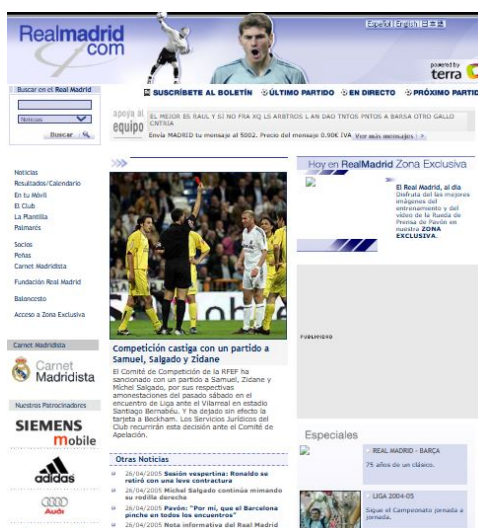 Realmadrid
.com
Español | English | 日本語
powered by
terra
Buscar en el Real Madrid
Noticias
Buscar
SUSCRÍBETE AL BOLETÍN
ÚLTIMO PARTIDO
EN DIRECTO
PRÓXIMO PARTID
apoya al
equipo
EL MEJOR ES RAUL Y SI NO FRA XQ LS ARBTROS L AN DAO TNTOS PNTOS A BARSA OTRO GALLO
CNTRIA
Envía MADRID tu mensaje al 5002. Precio del mensaje 0.90€ IVA
Ver más mensajes
Noticias
Resultados/Calendario
En tu Móvil
El Club
La Plantilla
Palmarés
Socios
Peñas
Carnet Madridista
Fundación Real Madrid
Baloncesto
Acceso a Zona Exclusiva
Carnet Madridista
Carnet
Madridista
Nuestros Patrocinadores
SIEMENS
mobile
adidas
Audi
Competición castiga con un partido a
Samuel, Salgado y Zidane
El Comité de Competición de la RFEF ha
sancionado con un partido a Samuel, Zidane y
Míchel Salgado, por sus respectivas
amonestaciones del pasado sábado en el
encuentro de Liga ante el Villarreal en estadio
Santiago Bernabéu. Y ha dejado sin efecto la
tarjeta a Beckham. Los Servicios Jurídicos del
Club recurrirán esta decisión ante el Comité de
Apelación.
Otras Noticias
26/04/2005 Sesión vespertina: Ronaldo se
retiró con una leve contractura
26/04/2005 Míchel Salgado continúa mimando
su rodilla derecha
26/04/2005 Pavón: "Por mí, que el Barcelona
pinche en todos los encuentros"
26/04/2005 Nota informativa del Real Madrid
Hoy en RealMadrid Zona Exclusiva
El Real Madrid, al día
Disfruta del las mejores
imágenes del
entrenamiento y del
vídeo de la Rueda de
Prensa de Pavón en
nuestra ZONA
EXCLUSIVA.
PUBLICIDAD
Especiales
REAL MADRID - BARÇA
75 años de un clásico.
LIGA 2004-05
Sigue el Campeonato jornada a
jornada.